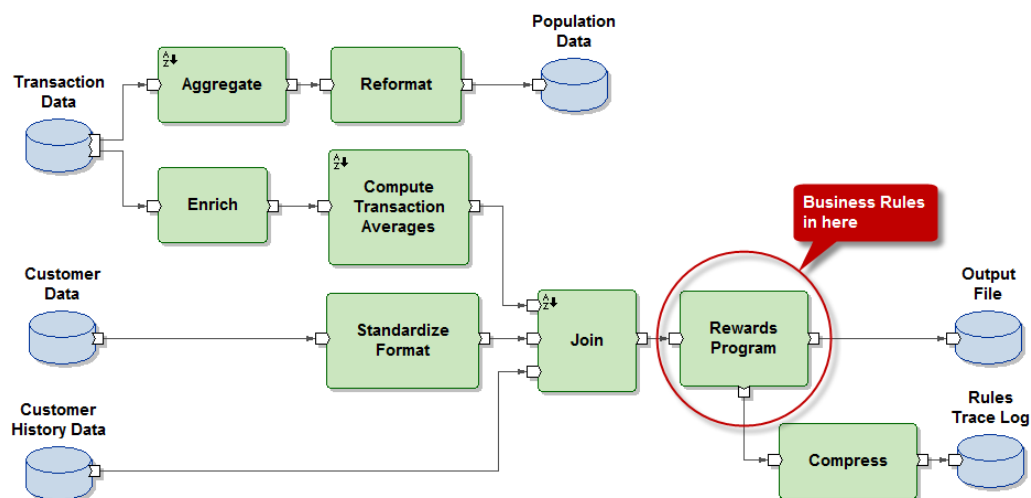 Population
Data
Transaction
Data
A
Z
Aggregate
Reformat
Enrich
A
Z
Compute
Transaction
Averages
Business Rules
in here
Customer
Data
Standardize
Format
A
Z
Join
Rewards
Program
Output
File
Customer
History Data
Rules
Trace Log
Compress